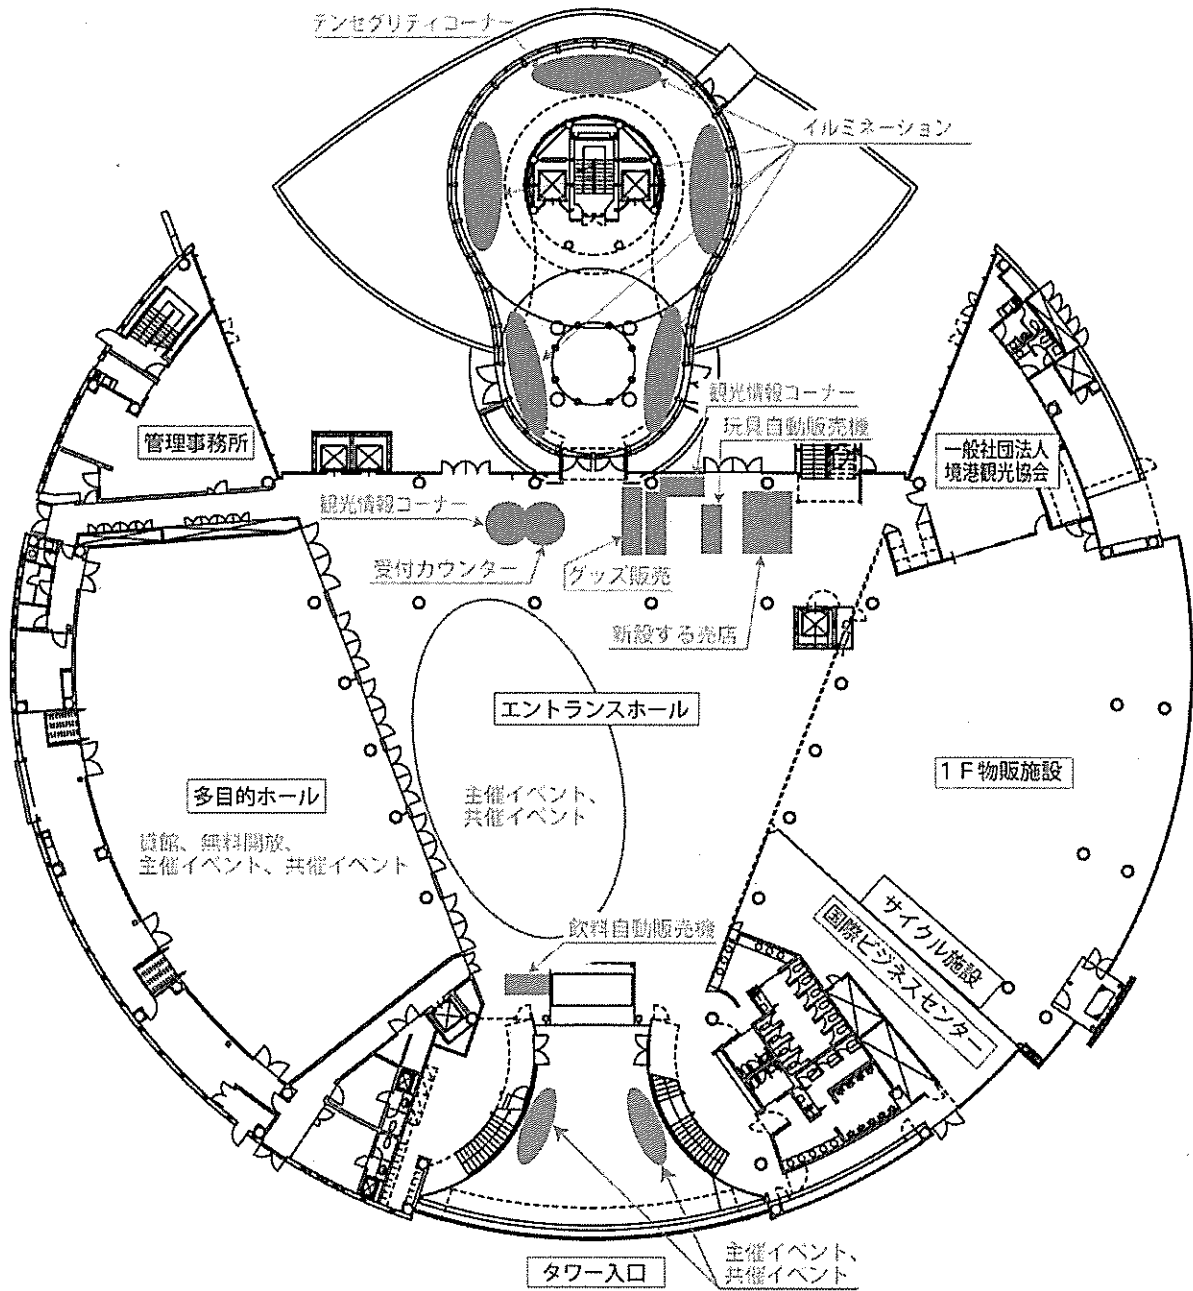 テンセグリティコーナー
イルミネーション
観光情報コーナー
玩具自動販売機
管理事務所
一般社団法人
境港観光協会
観光情報コーナー
受付カウンター
グッズ販売
新設する売店
エントランスホール
主催イベント、
共催イベント
1F物販施設
多目的ホール
貸館、無料開放、
主催イベント、共催イベント
サイクル施設
国際ビジネスセンター
飲料自動販売機
主催イベント、
共催イベント
タワー入口